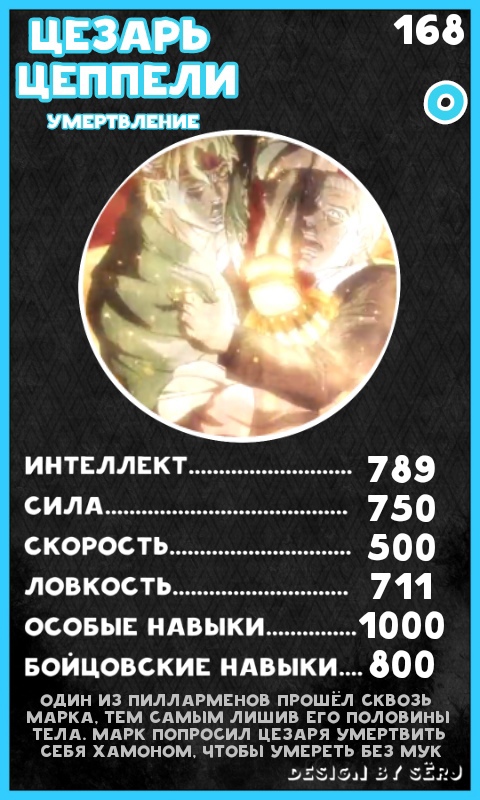 ЦЕЗАРЬ
168
ЦЕППЕЛИ
УМЕРТВЛЕНИЕ
ИНТЕЛЛЕКТ.............................. 789
СИЛА............................................. 750
СКОРОСТЬ................................. 500
ЛОВКОСТЬ................................ 711
ОСОБЫЕ НАВЫКИ................ 1000
БОЙЦОВСКИЕ НАВЫКИ.... 800
ОДИН ИЗ ПИЛЛАРМЕНОВ ПРОШЁЛ СКВОЗЬ
МАРКА, ТЕМ САМЫМ ЛИШИВ ЕГО ПОЛОВИНЫ
ТЕЛА. МАРК ПОПРОСИЛ ЦЕЗАРЯ УМЕРТВИТЬ
СЕБЯ ХАМОНОМ, ЧТОБЫ УМЕРЕТЬ БЕЗ МУК
DESIGN BY SЁRJ